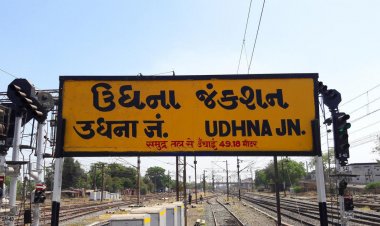 ઉધના જંકશન
उधना जं. UDHNA JN.
समुद्र तल से ऊँचाई 49.18 मीटर